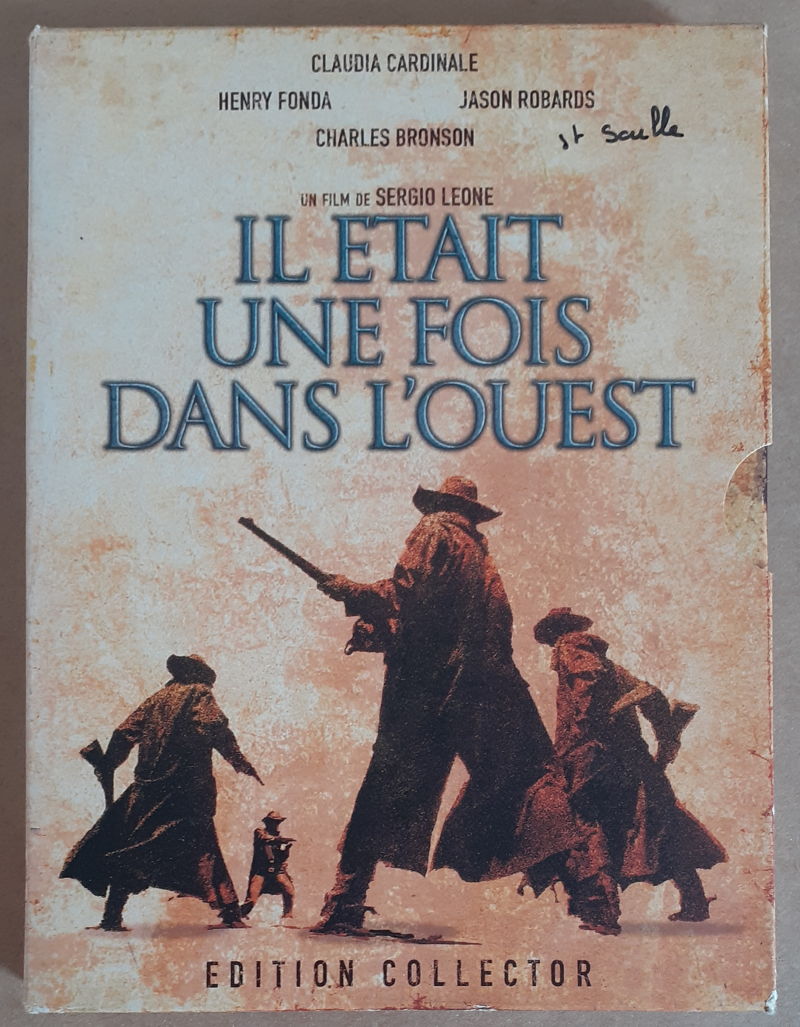 CLAUDIA CARDINALE
HENRY FONDA JASON ROBARDS
CHARLES BRONSON
UN FILM DE SERGIO LEONE
IL ETAIT
UNE FOIS
DANS L'OUEST
EDITION COLLECTOR